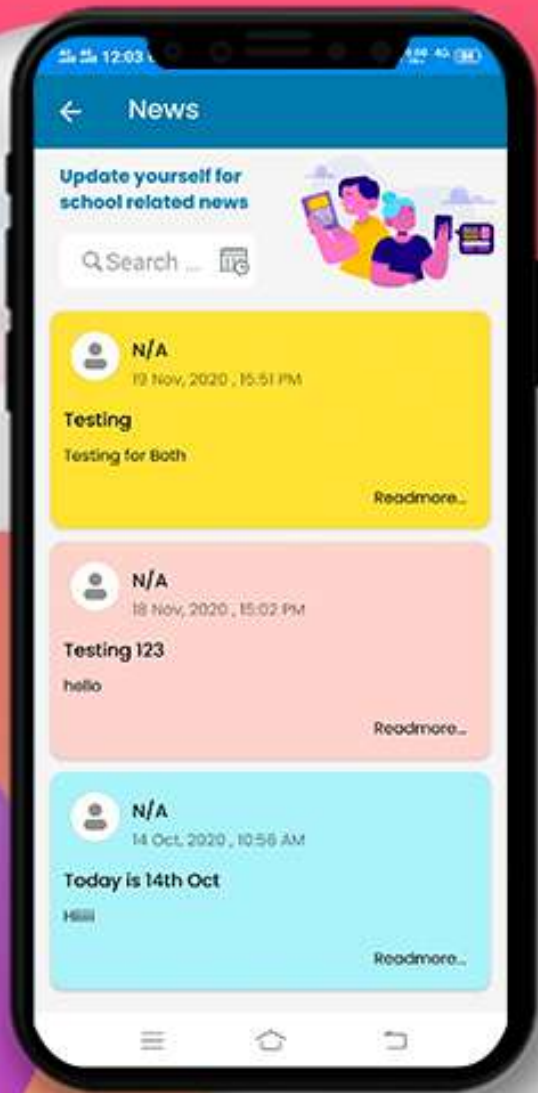 12:03
4G
News
Update yourself for
school related news
Search ...
N/A
19 Nov, 2020 , 15:51 PM
Testing
Testing for Both
Readmore...
N/A
18 Nov, 2020 , 15:02 PM
Testing 123
hello
Readmore...
N/A
14 Oct, 2020 , 10:56 AM
Today is 14th Oct
Hiiiii
Readmore...